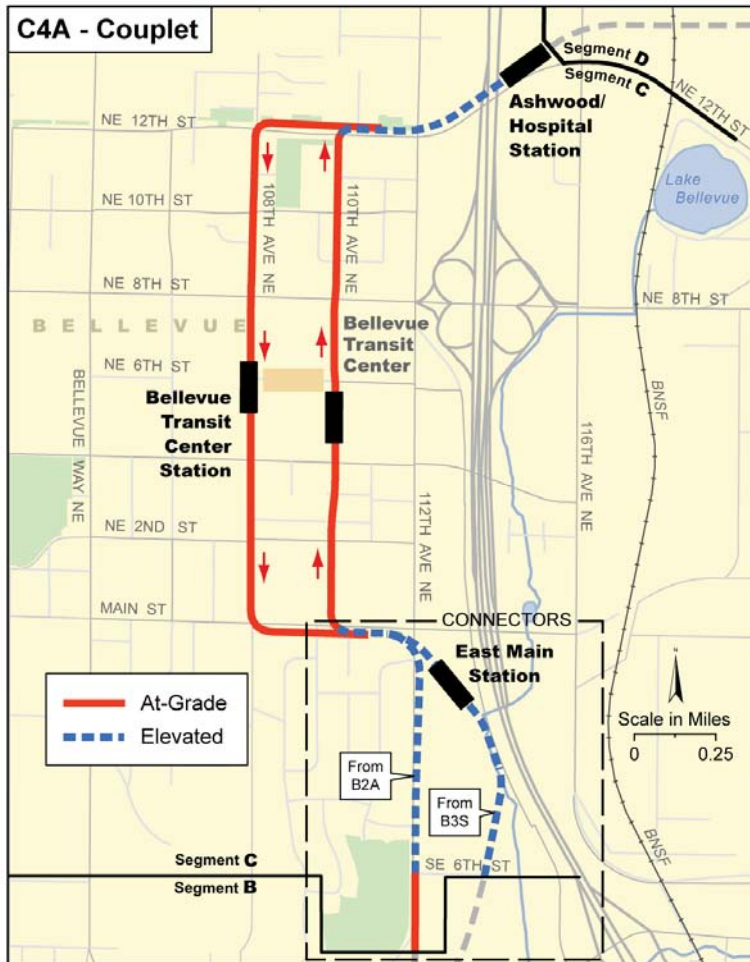 C4A - Couplet
Segment D
Segment C
NE 12TH ST
Ashwood/
Hospital
Station
NE 12TH ST
Lake
Bellevue
108TH AVE NE
110TH AVE NE
NE 10TH ST
NE 8TH ST
NE 8TH ST
BELLEVUE
Bellevue
Transit
Center
NE 6TH ST
Bellevue
Transit
Center
Station
BELLEVUE WAY NE
112TH AVE NE
116TH AVE NE
BNSF
NE 2ND ST
MAIN ST
CONNECTORS
East Main
Station
At-Grade
Elevated
N
Scale in Miles
0 0.25
From
B2A
From
B3S
BNSF
Segment C
Segment B
SE 6TH ST